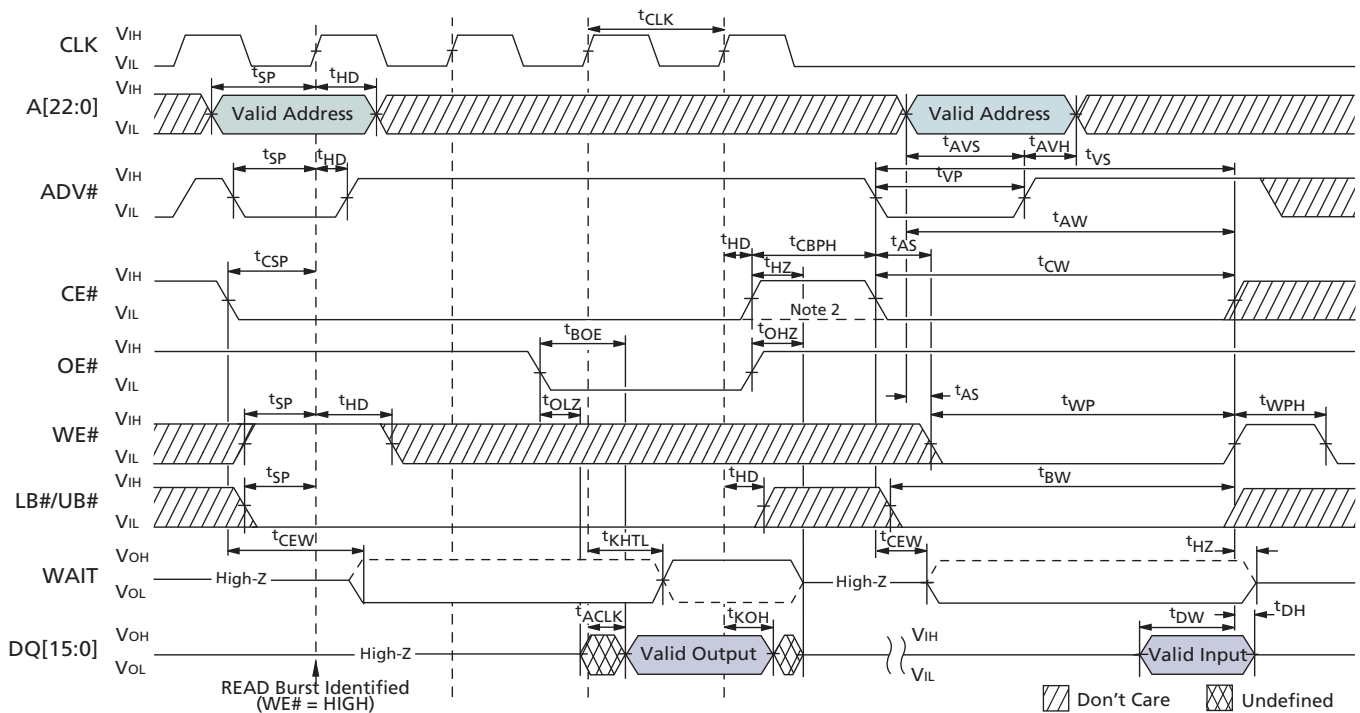 tCLK
CLK VIH
VIL
tSP tHD
A[22:0] VIH
VIL
Valid Address Valid Address
tAVS tAVH
tVS
tSP tHD
ADV# VIH
VIL
tVP
tAW
tHD tCBPH tAS
tCSP tHZ tCW
CE# VIH
VIL
Note 2
tBOE tOHZ
OE# VIH
VIL
tAS
tSP tHD tOLZ tWP tWPH
WE# VIH
VIL
tSP tHD tBW
LB#/UB# VIH
VIL
tCEW tKHTL tCEW tHZ
WAIT VOH
VOL
High-Z High-Z
tACLK tKOH tDW tDH
DQ[15:0] VOH
VOL
High-Z Valid Output VIH
VIL
Valid Input
READ Burst Identified
(WE# = HIGH)
Don't Care Undefined